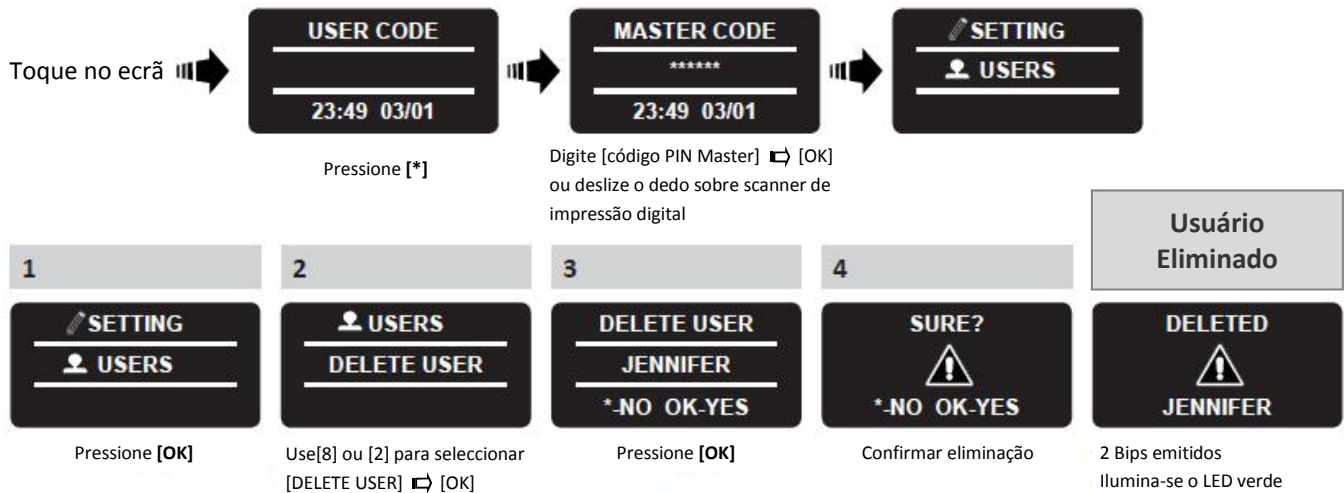 Toque no ecrã
USER CODE
23:49 03/01
Pressione [*]
MASTER CODE
******
23:49 03/01
Digite [código PIN Master] ⇨ [OK]
ou deslize o dedo sobre scanner de
impressão digital
SETTING
USERS
Usuário
Eliminado
1
SETTING
USERS
Pressione [OK]
2
USERS
DELETE USER
Use[8] ou [2] para seleccionar
[DELETE USER] ⇨ [OK]
3
DELETE USER
JENNIFER
*-NO OK-YES
Pressione [OK]
4
SURE?
*-NO OK-YES
Confirmar eliminação
DELETED
JENNIFER
2 Bips emitidos
Ilumina-se o LED verde